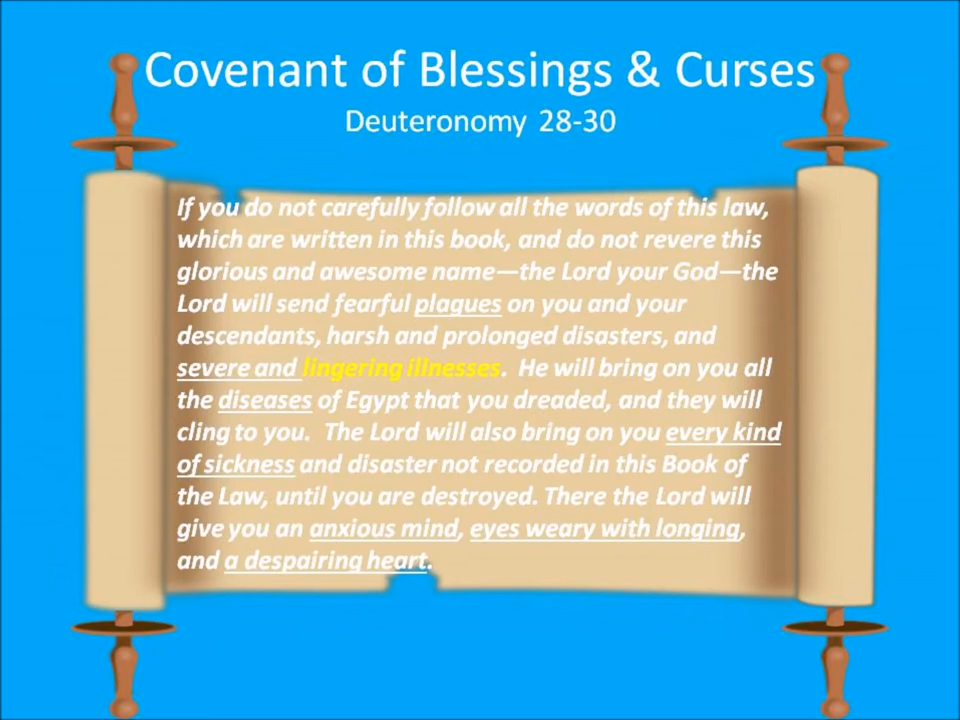 Covenant of Blessings & Curses
Deuteronomy 28-30
If you do not carefully follow all the words of this law,
which are written in this book, and do not revere this
glorious and awesome name—the Lord your God—the
Lord will send fearful plagues on you and your
descendants, harsh and prolonged disasters, and
severe and lingering illnesses.  He will bring on you all
the diseases of Egypt that you dreaded, and they will
cling to you.  The Lord will also bring on you every kind
of sickness and disaster not recorded in this Book of
the Law, until you are destroyed. There the Lord will
give you an anxious mind, eyes weary with longing,
and a despairing heart.